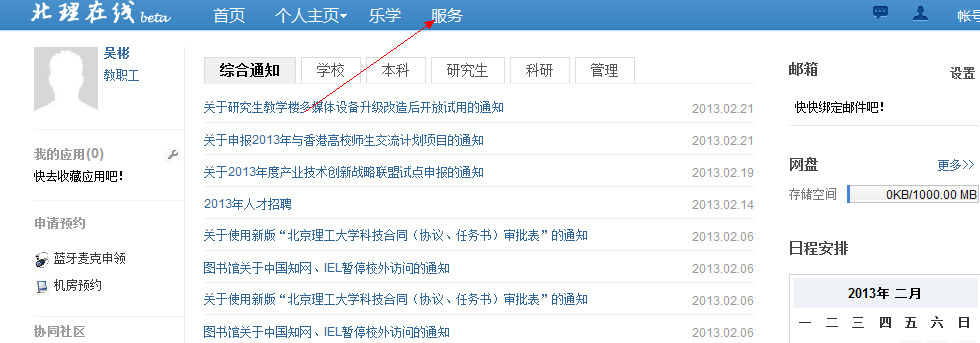 北理在线 beta 首页 个人主页 乐学 服务 帐号
吴彬
教职工
我的应用(0)
快去收藏应用吧!
申请预约
蓝牙麦克申领
机房预约
协同社区
综合通知 学校 本科 研究生 科研 管理
关于研究生教学楼多媒体设备升级改造后开放试用的通知 2013.02.21
关于申报2013年与香港高校师生交流计划项目的通知 2013.02.21
关于2013年度产业技术创新战略联盟试点申报的通知 2013.02.19
2013年人才招聘 2013.02.14
关于使用新版“北京理工大学科技合同（协议、任务书）审批表”的通知 2013.02.06
图书馆关于中国知网、IEL暂停校外访问的通知 2013.02.06
关于使用新版“北京理工大学科技合同（协议、任务书）审批表”的通知 2013.02.06
图书馆关于中国知网、IEL暂停校外访问的通知 2013.02.06
邮箱 设置
快快绑定邮件吧!
网盘 更多>>
存储空间 0KB/1000.00 MB
日程安排
2013年 二月
一 二 三 四 五 六 日